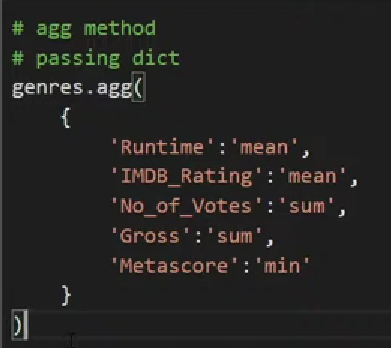 # agg method
# passing dict
genres.agg(
    {
        'Runtime':'mean',
        'IMDB_Rating':'mean',
        'No_of_Votes':'sum',
        'Gross':'sum',
        'Metascore':'min'
    }
)